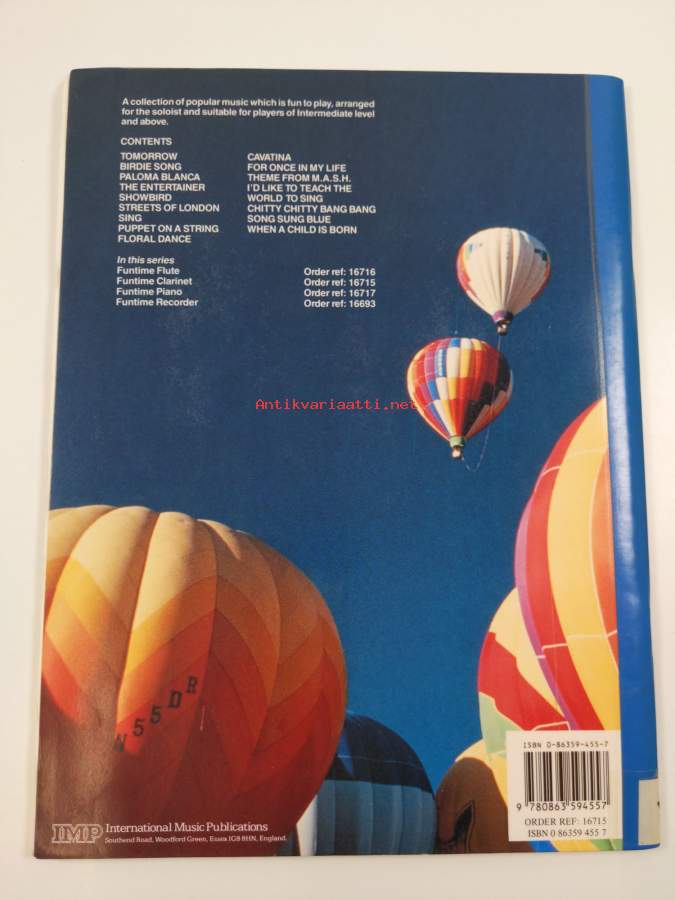 A collection of popular music which is fun to play, arranged
for the soloist and suitable for players of Intermediate level
and above.
CONTENTS
TOMORROW
BIRDIE SONG
PALOMA BLANCA
THE ENTERTAINER
SHOWBIRD
STREETS OF LONDON
SING
PUPPET ON A STRING
FLORAL DANCE
CAVATINA
FOR ONCE IN MY LIFE
THEME FROM M.A.S.H.
I'D LIKE TO TEACH THE
WORLD TO SING
CHITTY CHITTY BANG BANG
SONG SUNG BLUE
WHEN A CHILD IS BORN
In this series
Funtime Flute Order ref: 16716
Funtime Clarinet Order ref: 16715
Funtime Piano Order ref: 16717
Funtime Recorder Order ref: 16693
Antikvariaatti.net
N55DR
ISBN 0-86359-455-7
9 780863 594557
ORDER REF: 16715
ISBN 0 86359 455 7
IMP International Music Publications
Southend Road, Woodford Green, Essex IG8 8HN, England.